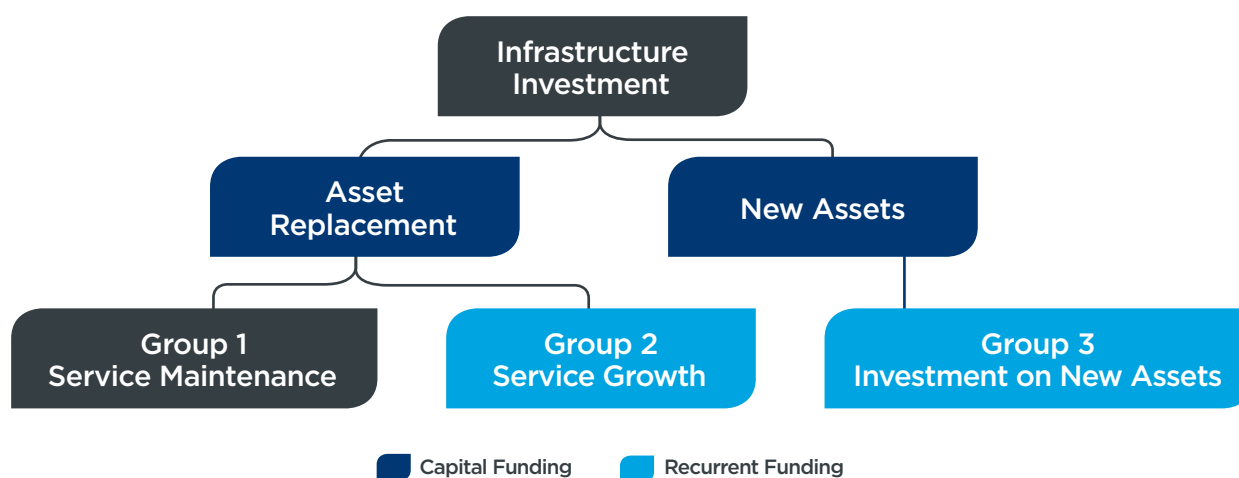 Infrastructure
Investment
Asset
Replacement
New Assets
Group 1
Service Maintenance
Group 2
Service Growth
Group 3
Investment on New Assets
Capital Funding
Recurrent Funding